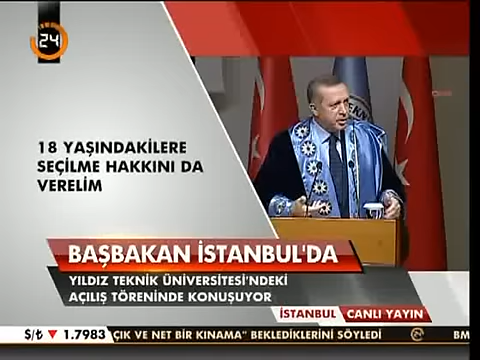 24
18 YAŞINDAKİLERE
SEÇİLME HAKKINI DA
VERELİM
BAŞBAKAN İSTANBUL'DA
YILDIZ TEKNİK ÜNİVERSİTESİ'NDEKİ
AÇILIŞ TÖRENİNDE KONUŞUYOR
İSTANBUL CANLI YAYIN
$/₺ 1.7983 ÇIK VE NET BİR KINAMA" BEKLEDİKLERİNİ SÖYLEDİ BM G